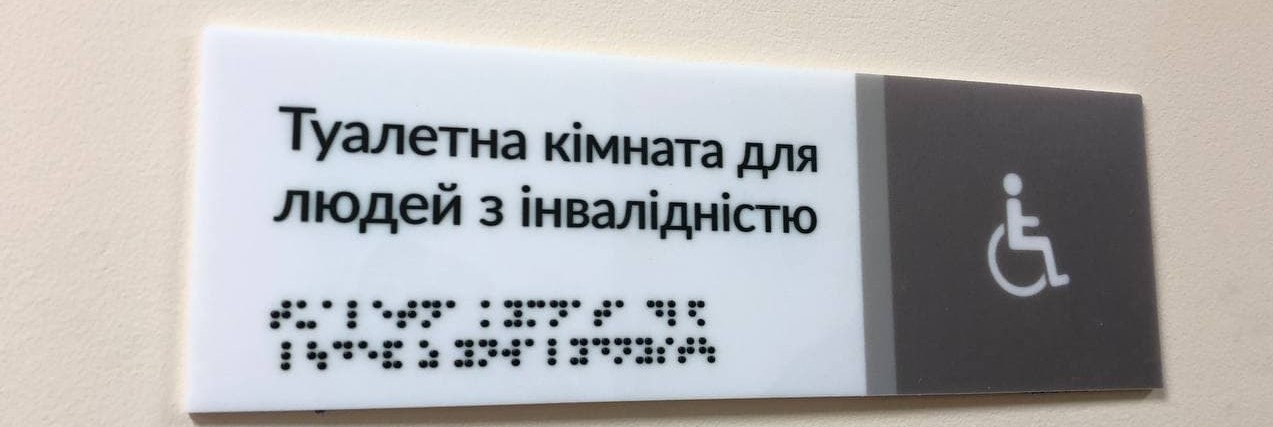 Туалетна кімната для
людей з інвалідністю